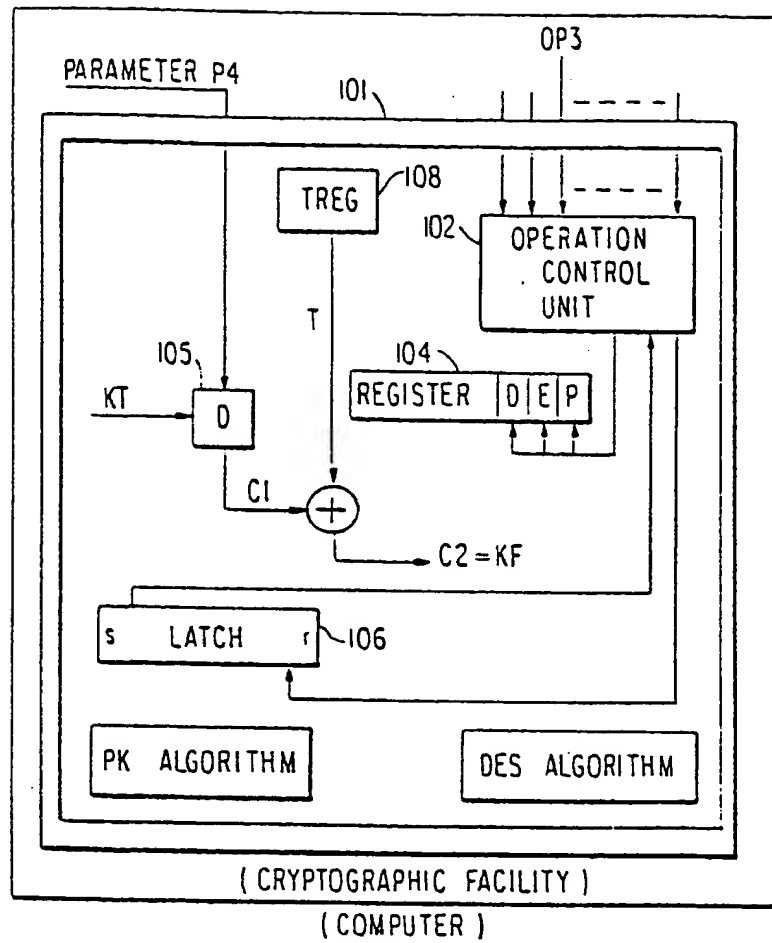 OP3
PARAMETER P4
101
TREG
108
102
OPERATION
CONTROL
UNIT
T
105
104
REGISTER D E P
KT
D
C1
+
C2=KF
S LATCH r
106
PK ALGORITHM
DES ALGORITHM
(CRYPTOGRAPHIC FACILITY)
(COMPUTER)